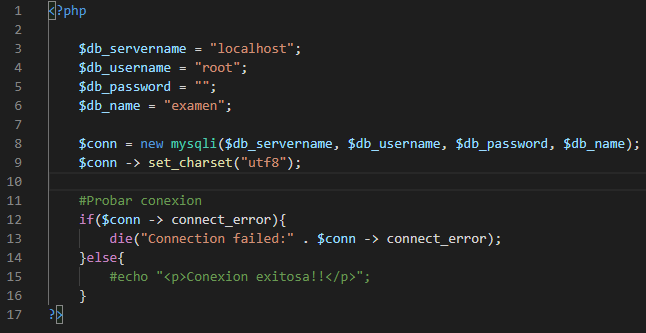 1 <?php
2
3 $db_servername = "localhost";
4 $db_username = "root";
5 $db_password = "";
6 $db_name = "examen";
7
8 $conn = new mysqli($db_servername, $db_username, $db_password, $db_name);
9 $conn -> set_charset("utf8");
10
11 #Probar conexion
12 if($conn -> connect_error){
13 die("Connection failed:" . $conn -> connect_error);
14 }else{
15 #echo "<p>Conexion exitosa!!</p>";
16 }
17 ?>